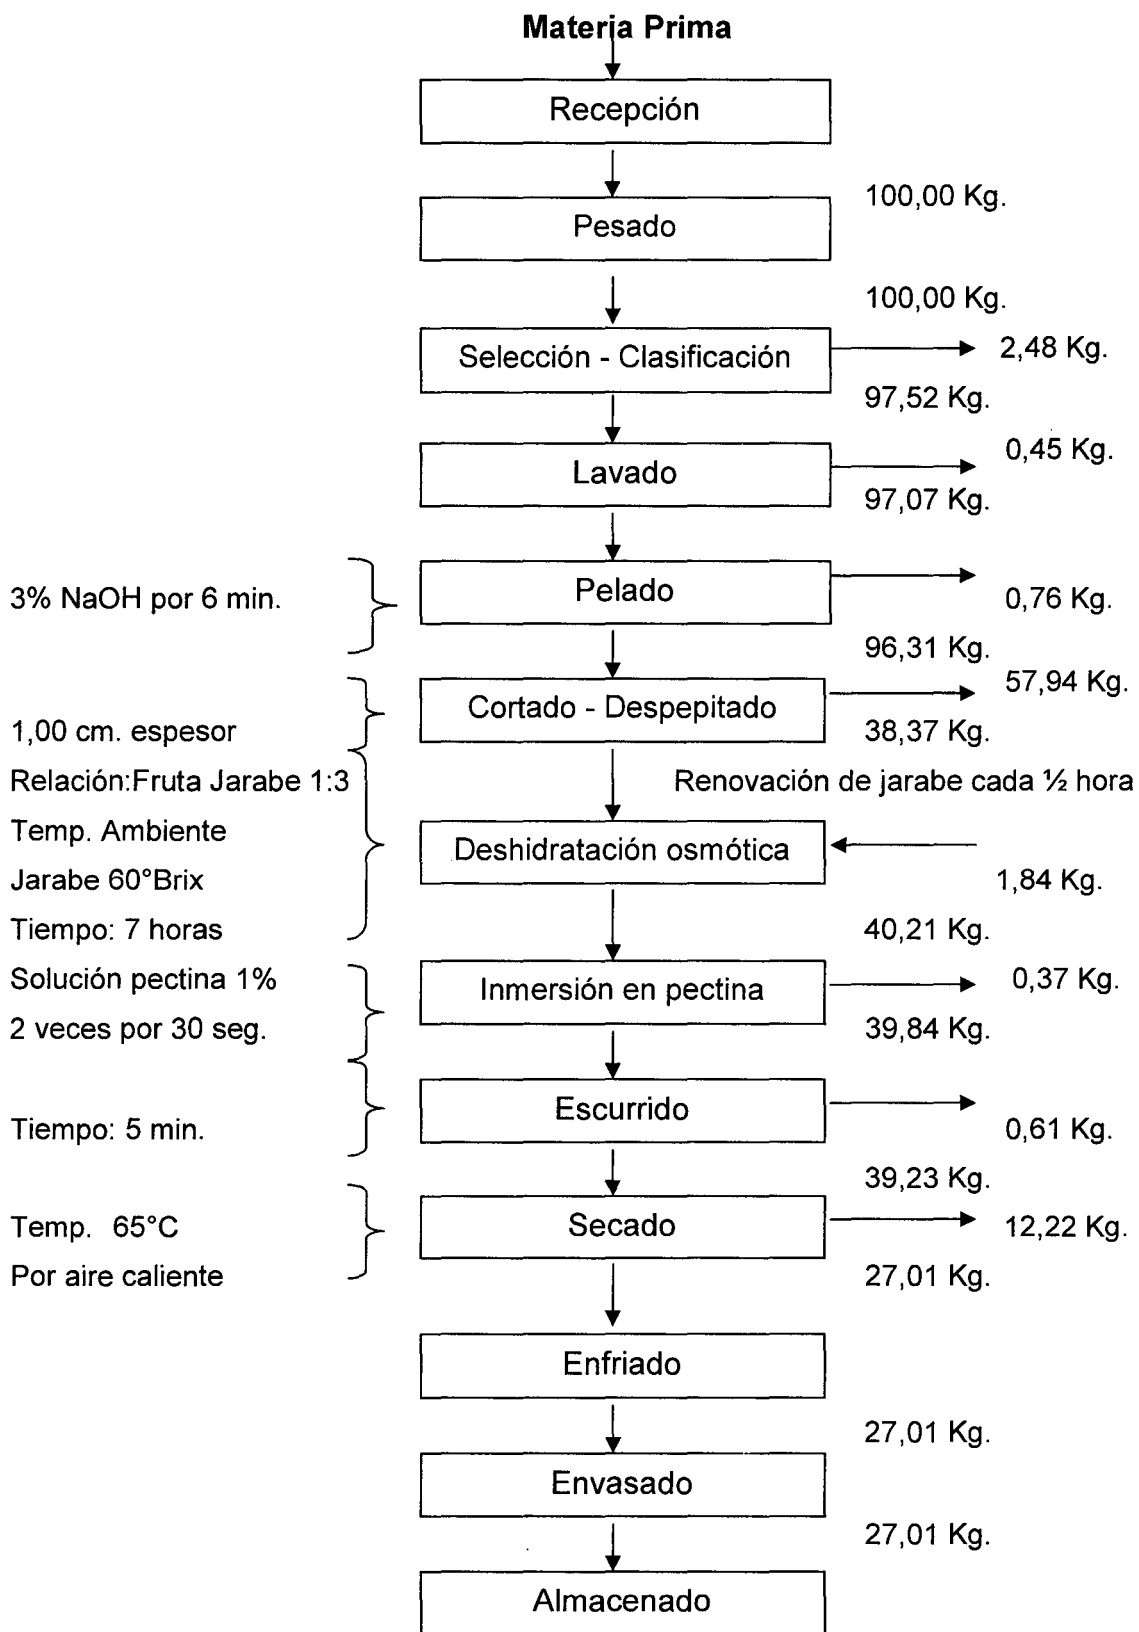 Materia Prima
Recepción
100,00 Kg.
Pesado
100,00 Kg.
Selección - Clasificación
2,48 Kg.
97,52 Kg.
Lavado
0,45 Kg.
97,07 Kg.
3% NaOH por 6 min.
Pelado
0,76 Kg.
96,31 Kg.
1,00 cm. espesor
Cortado - Despepitado
57,94 Kg.
38,37 Kg.
Relación:Fruta Jarabe 1:3
Renovación de jarabe cada ½ hora
Temp. Ambiente
Deshidratación osmótica
Jarabe 60°Brix
1,84 Kg.
Tiempo: 7 horas
40,21 Kg.
Solución pectina 1%
Inmersión en pectina
0,37 Kg.
2 veces por 30 seg.
39,84 Kg.
Escurrido
Tiempo: 5 min.
0,61 Kg.
39,23 Kg.
Temp. 65°C
Secado
12,22 Kg.
Por aire caliente
27,01 Kg.
Enfriado
27,01 Kg.
Envasado
27,01 Kg.
Almacenado